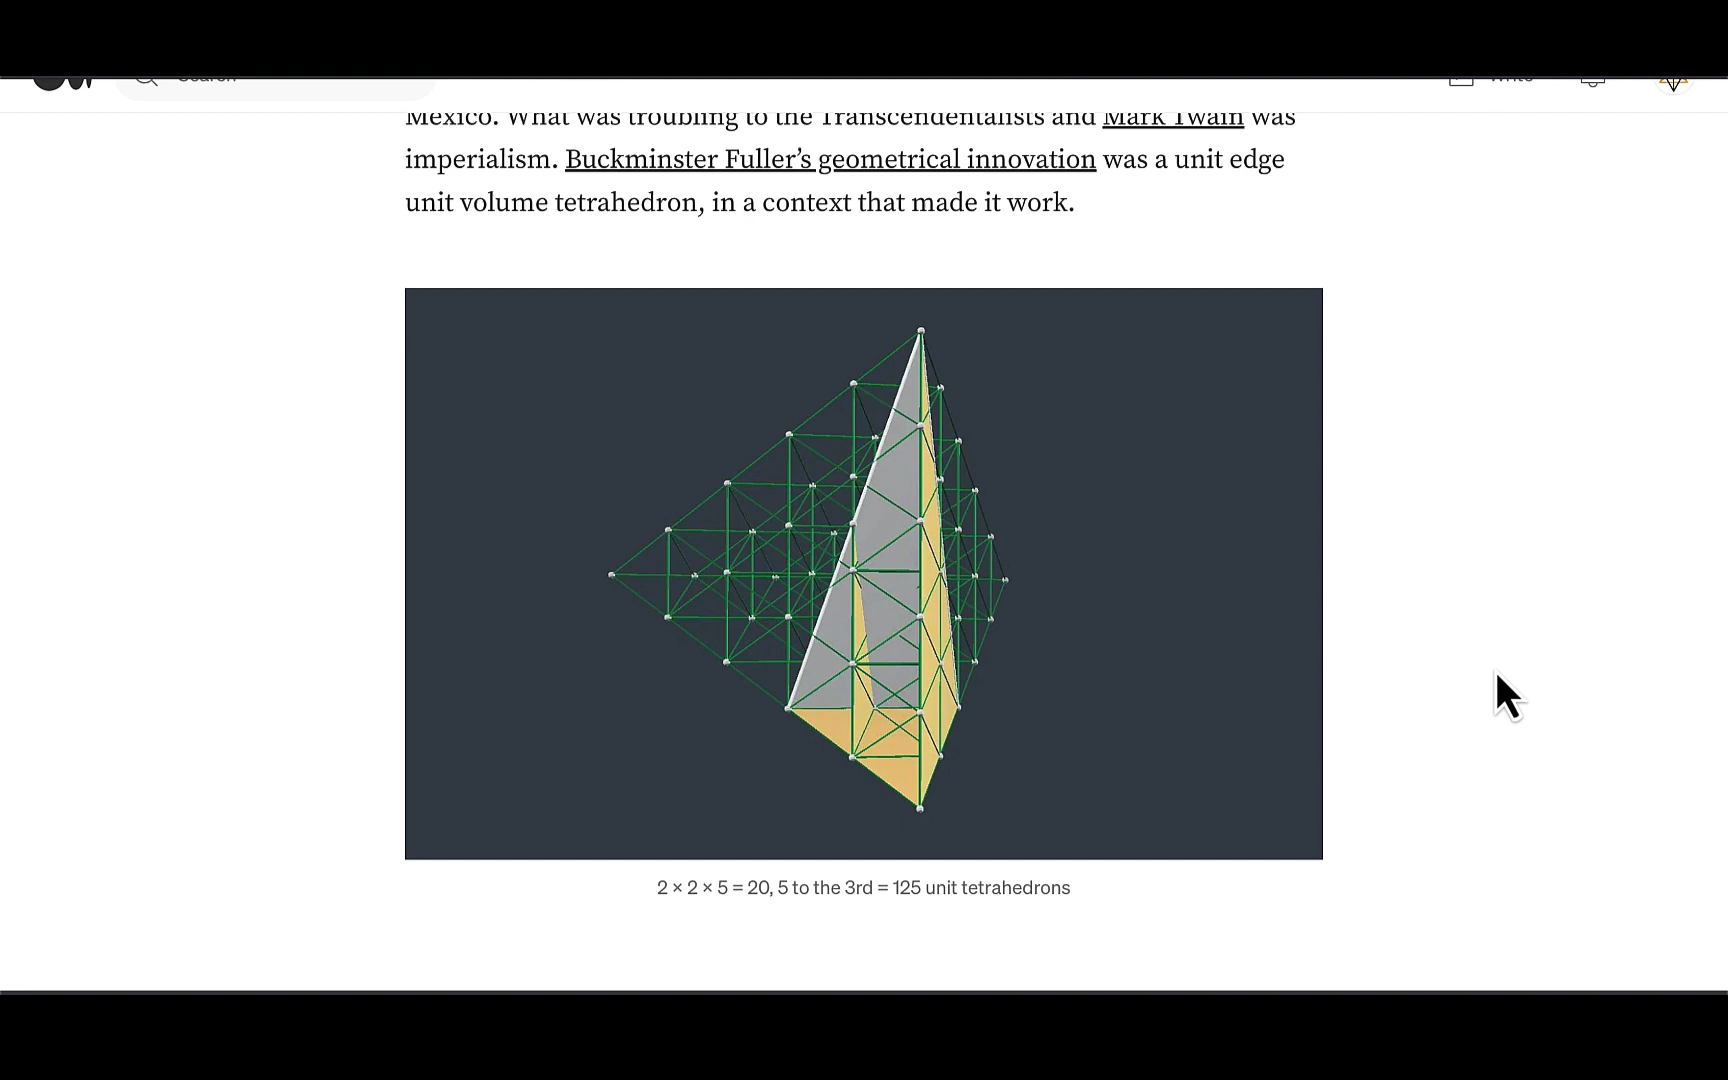 Search
Write
Mexico. What was troubling to the Transcendentalists and Mark Twain was
imperialism. Buckminster Fuller’s geometrical innovation was a unit edge
unit volume tetrahedron, in a context that made it work.
2 × 2 × 5 = 20, 5 to the 3rd = 125 unit tetrahedrons